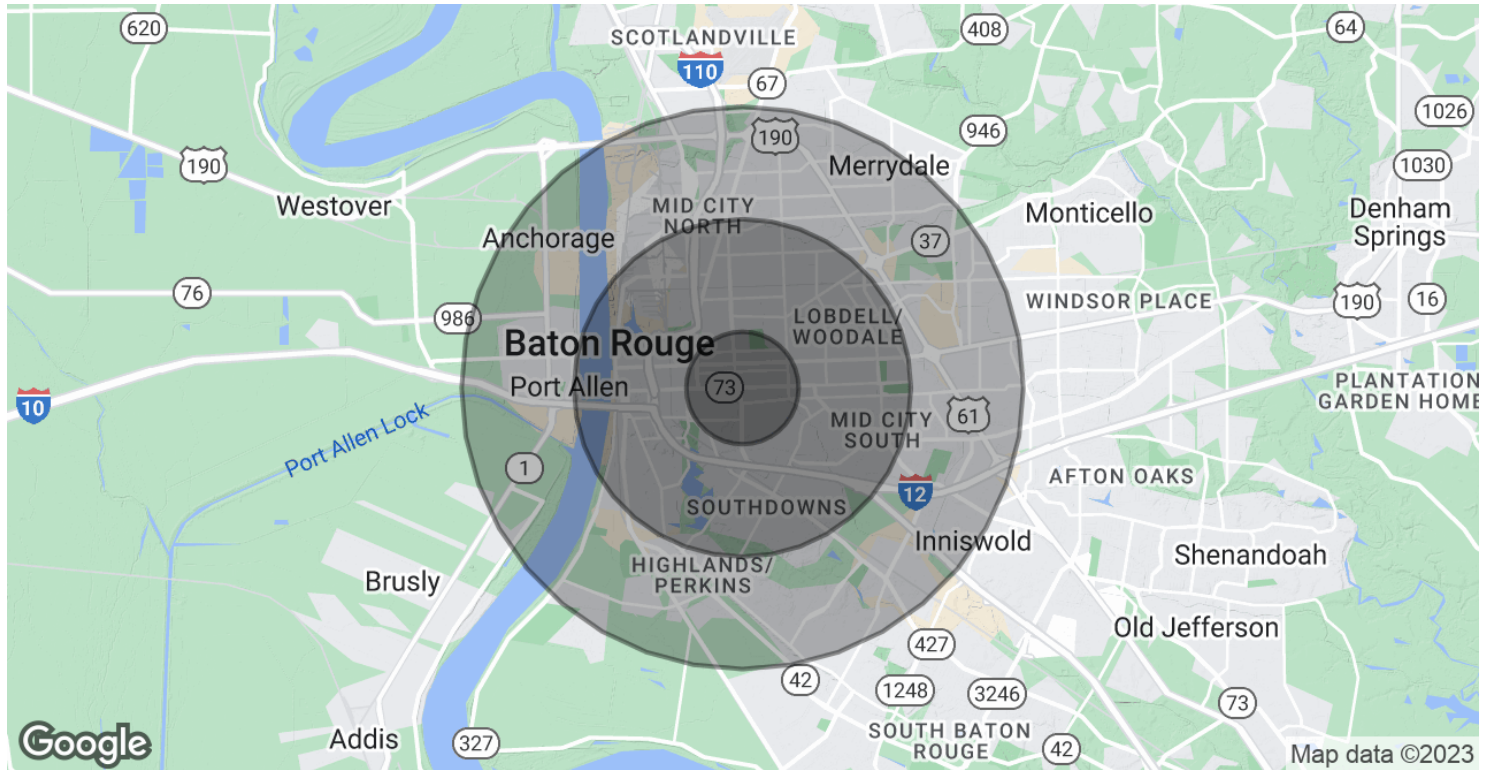 620
SCOTLANDVILLE
408
64
110
67
1026
190
190
946
Merrydale
1030
Westover
MID CITY
NORTH
Monticello
Denham
Springs
Anchorage
37
76
986
WINDSOR PLACE
190
16
LOBDELL/
WOODALE
Baton Rouge
Port Allen
73
10
PLANTATION
GARDEN HOME
61
MID CITY
SOUTH
Port Allen Lock
1
AFTON OAKS
12
SOUTHDOWNS
Inniswold
Shenandoah
HIGHLANDS/
PERKINS
Brusly
Old Jefferson
427
42
1248
3246
73
Addis
327
SOUTH BATON
ROUGE
42
Google
Map data ©2023